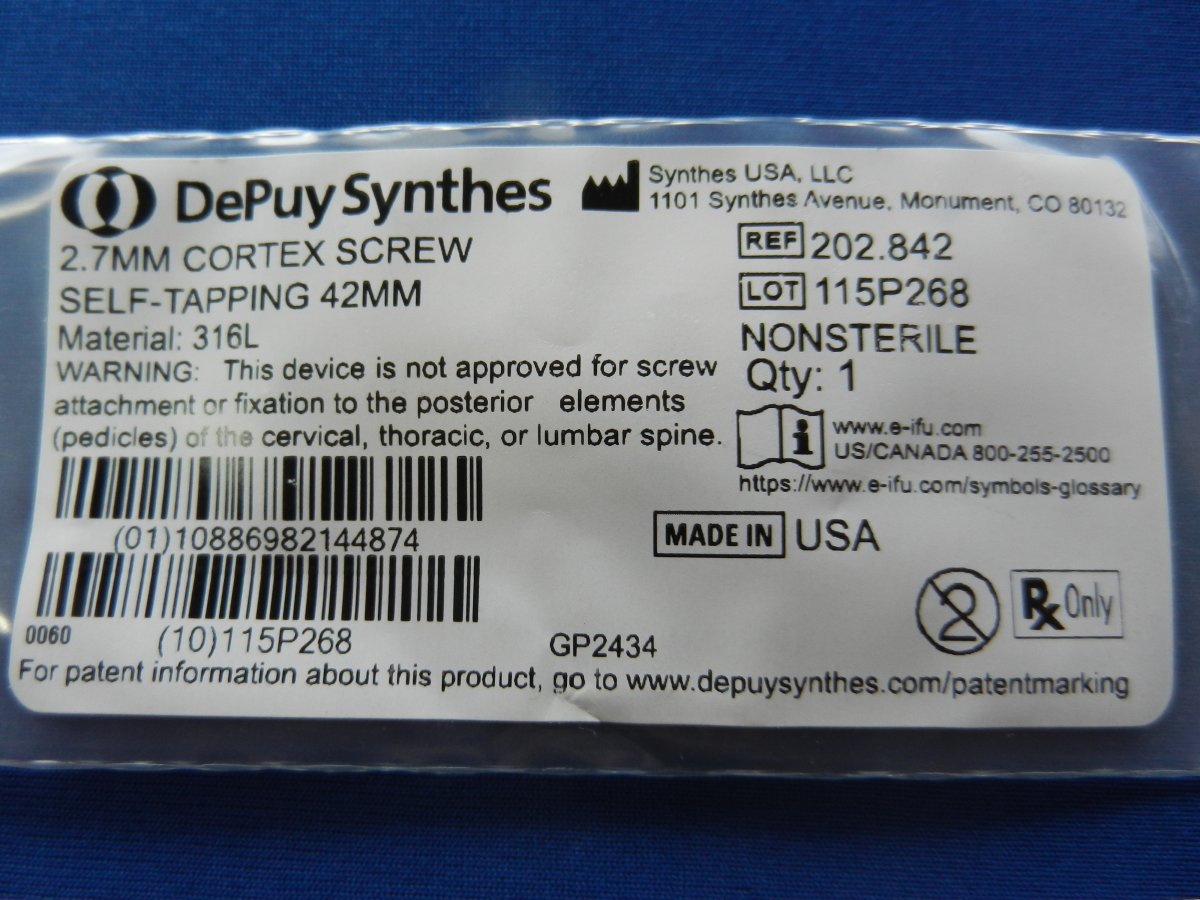 DePuy Synthes
Synthes USA, LLC
1101 Synthes Avenue, Monument, CO 80132
2.7MM CORTEX SCREW
SELF-TAPPING 42MM
Material: 316L
WARNING: This device is not approved for screw
attachment or fixation to the posterior elements
(pedicles) of the cervical, thoracic, or lumbar spine.
REF 202.842
LOT 115P268
NONSTERILE
Qty: 1
i www.e-ifu.com
US/CANADA 800-255-2500
https://www.e-ifu.com/symbols-glossary
(01)10886982144874
MADE IN USA
2
Rx Only
0060 (10)115P268 GP2434
For patent information about this product, go to www.depuysynthes.com/patentmarking